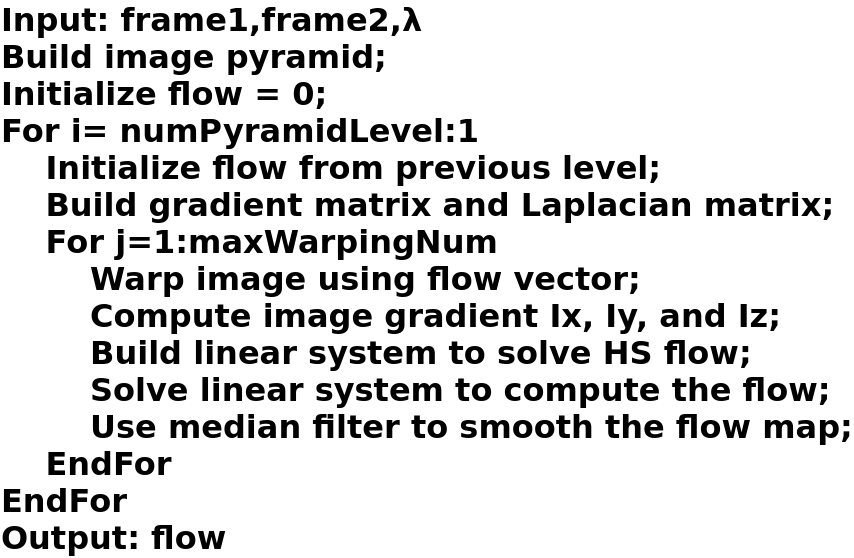 Input: frame1,frame2,λ
Build image pyramid;
Initialize flow = 0;
For i= numPyramidLevel:1
Initialize flow from previous level;
Build gradient matrix and Laplacian matrix;
For j=1:maxWarpingNum
Warp image using flow vector;
Compute image gradient Ix, Iy, and Iz;
Build linear system to solve HS flow;
Solve linear system to compute the flow;
Use median filter to smooth the flow map;
EndFor
EndFor
Output: flow